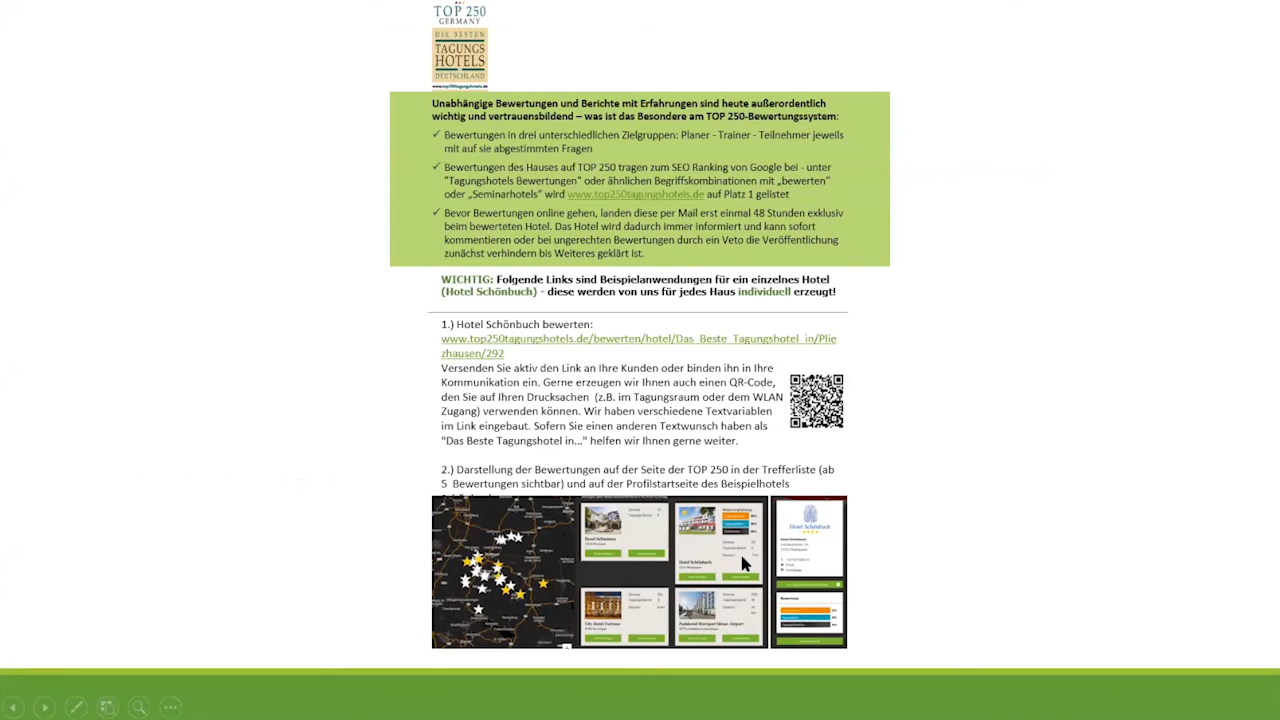 TOP 250
GERMANY
DIE BESTEN
TAGUNGS
HOTELS
DEUTSCHLAND
www.top250tagungshotels.de
Unabhängige Bewertungen und Berichte mit Erfahrungen sind heute außerordentlich
wichtig und vertrauensbildend – was ist das Besondere am TOP 250-Bewertungssystem:
✓ Bewertungen in drei unterschiedlichen Zielgruppen: Planer - Trainer - Teilnehmer jeweils
mit auf sie abgestimmten Fragen
✓ Bewertungen des Hauses auf TOP 250 tragen zum SEO Ranking von Google bei - unter
"Tagungshotels Bewertungen" oder ähnlichen Begriffskombinationen mit „bewerten“
oder „Seminarhotels“ wird www.top250tagungshotels.de auf Platz 1 gelistet
✓ Bevor Bewertungen online gehen, landen diese per Mail erst einmal 48 Stunden exklusiv
beim bewerteten Hotel. Das Hotel wird dadurch immer informiert und kann sofort
kommentieren oder bei ungerechten Bewertungen durch ein Veto die Veröffentlichung
zunächst verhindern bis Weiteres geklärt ist.
WICHTIG: Folgende Links sind Beispielanwendungen für ein einzelnes Hotel
(Hotel Schönbuch) - diese werden von uns für jedes Haus individuell erzeugt!
1.) Hotel Schönbuch bewerten:
www.top250tagungshotels.de/bewerten/hotel/Das_Beste_Tagungshotel_in/Plie
zhausen/292
Versenden Sie aktiv den Link an Ihre Kunden oder binden ihn in Ihre
Kommunikation ein. Gerne erzeugen wir Ihnen auch einen QR-Code,
den Sie auf Ihren Drucksachen (z.B. im Tagungsraum oder dem WLAN
Zugang) verwenden können. Wir haben verschiedene Textvariablen
im Link eingebaut. Sofern Sie einen anderen Textwunsch haben als
"Das Beste Tagungshotel in..." helfen wir Ihnen gerne weiter.
2.) Darstellung der Bewertungen auf der Seite der TOP 250 in der Trefferliste (ab
5 Bewertungen sichtbar) und auf der Profilstartseite des Beispielhotels
Hotel Schönbuch
Hotel Schönbuch
City Hotel Fortuna
Parkhotel Stuttgart Messe-Airport